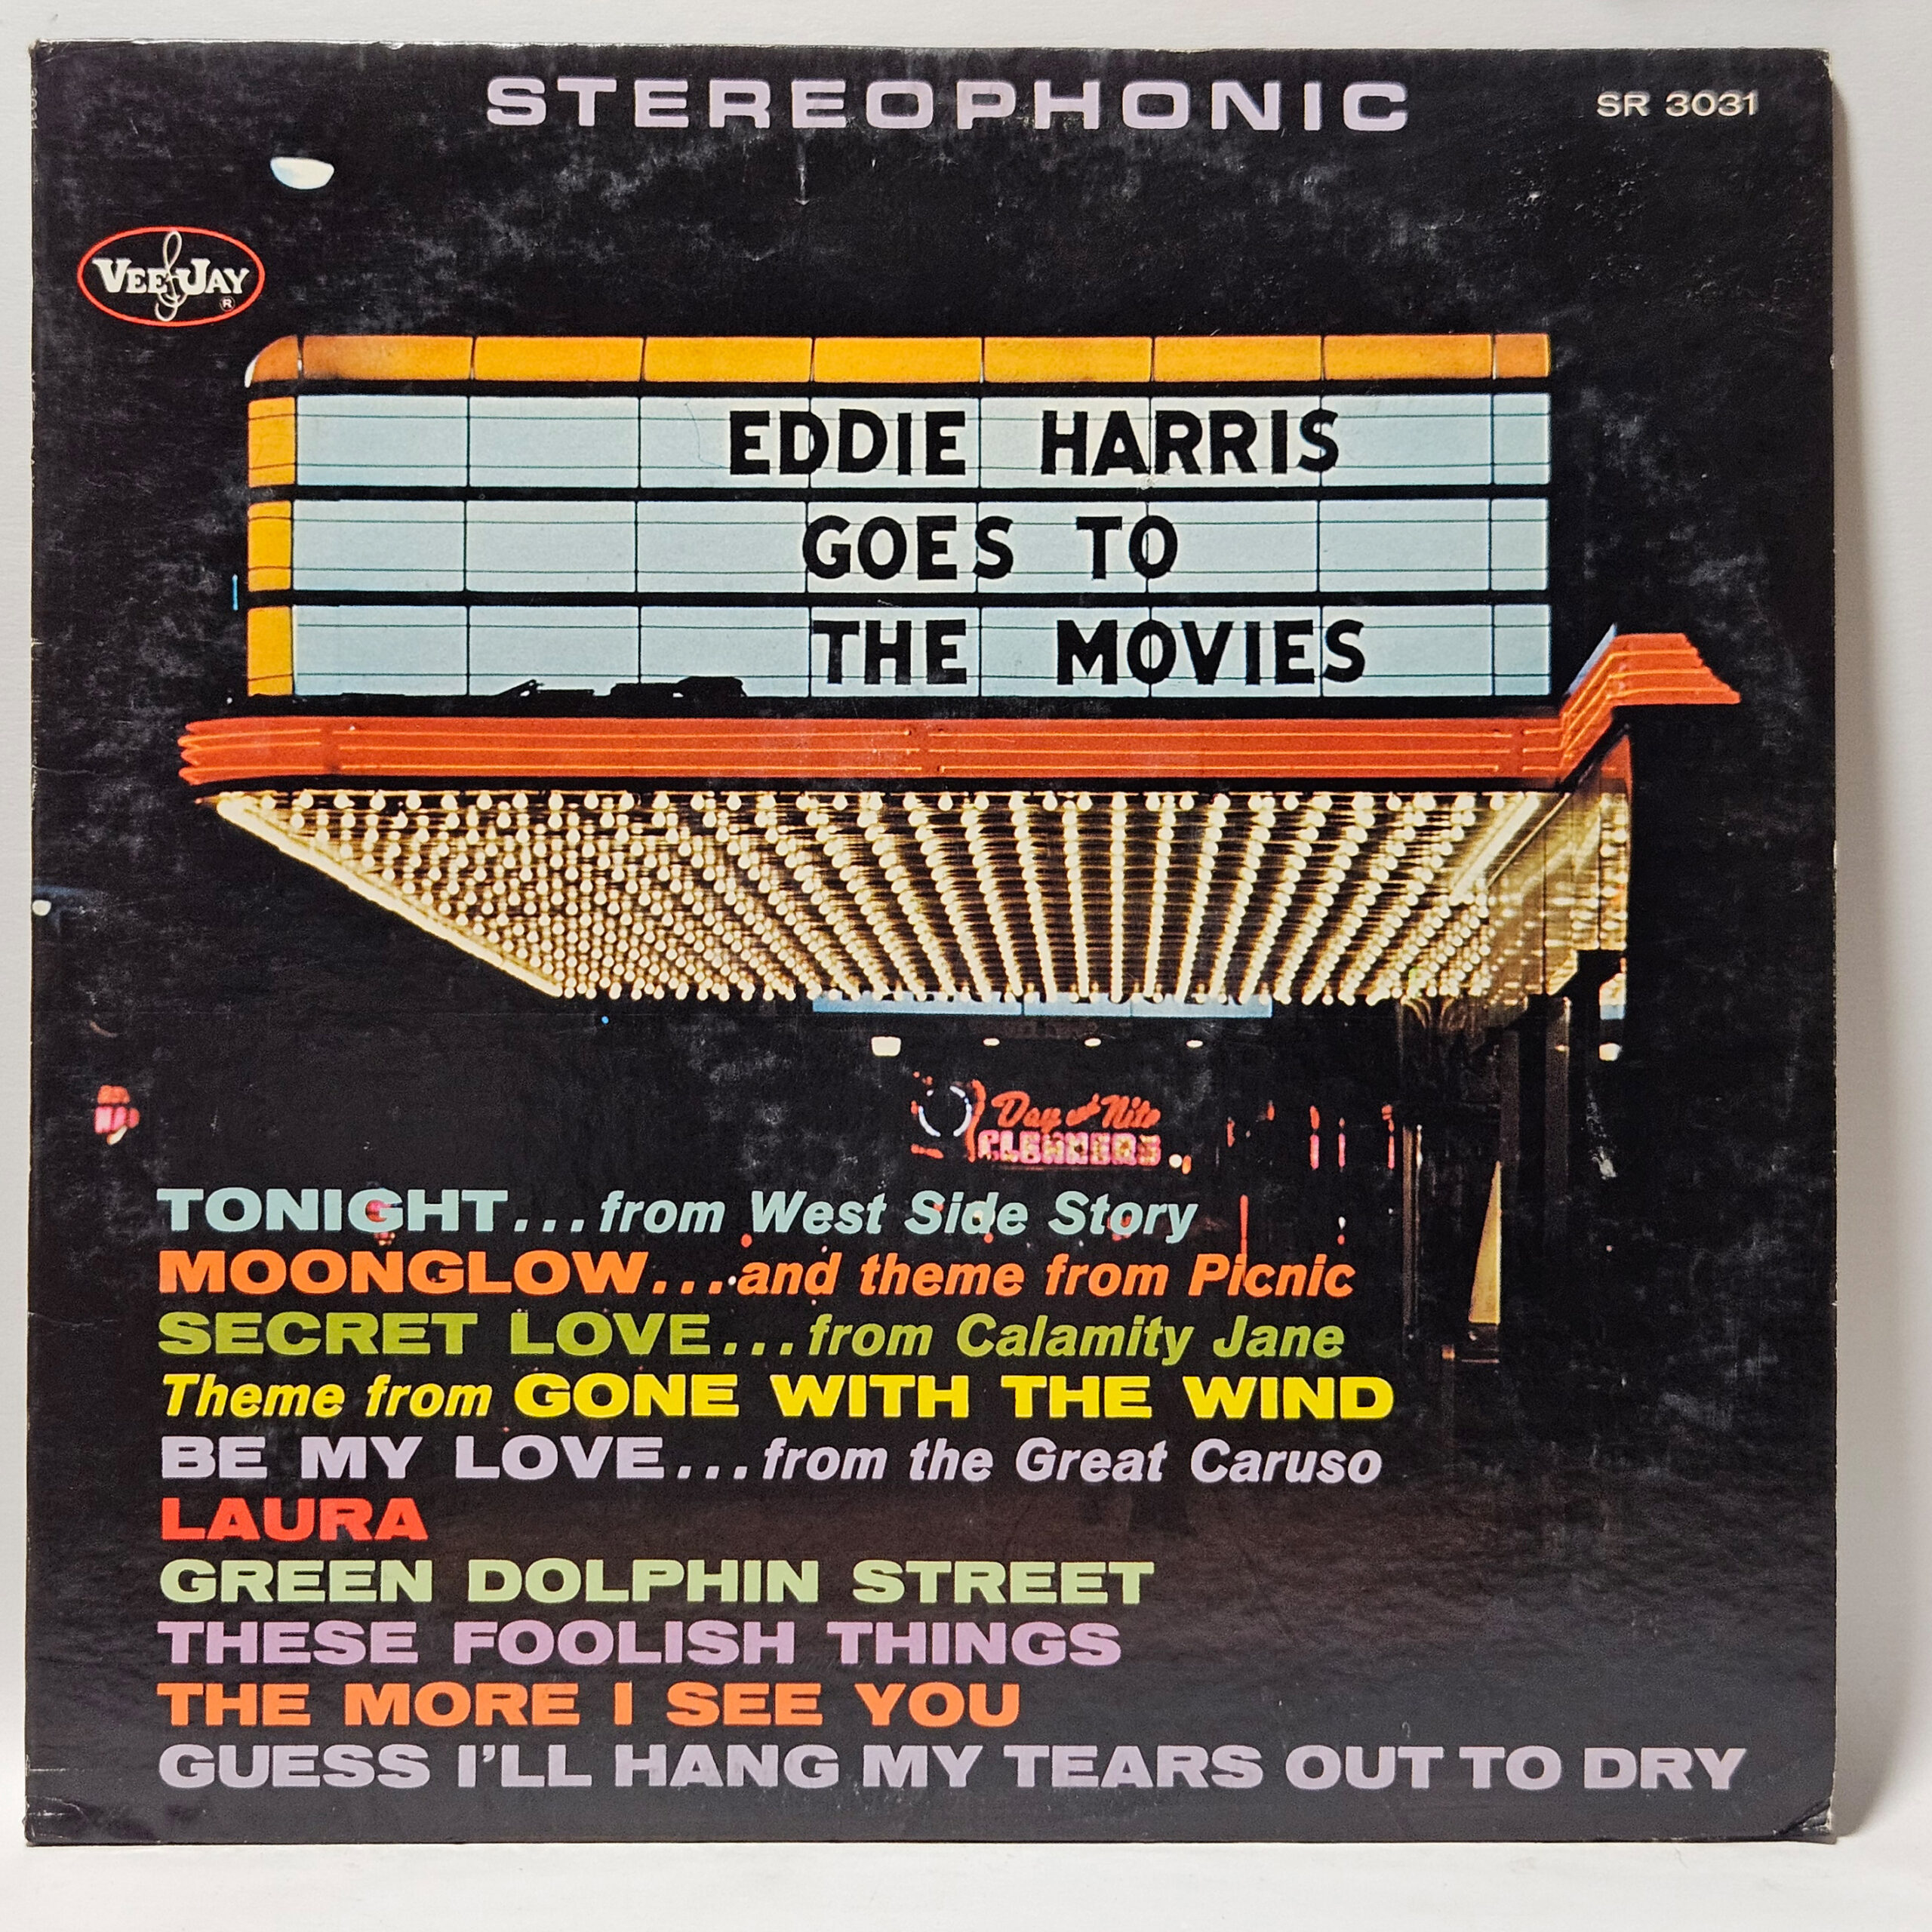 STEREOPHONIC
SR 3031
VEE JAY
®
EDDIE HARRIS
GOES TO
THE MOVIES
Day and Nite
CLEANERS
TONIGHT...from West Side Story
MOONGLOW...and theme from Picnic
SECRET LOVE...from Calamity Jane
Theme from GONE WITH THE WIND
BE MY LOVE...from the Great Caruso
LAURA
GREEN DOLPHIN STREET
THESE FOOLISH THINGS
THE MORE I SEE YOU
GUESS I'LL HANG MY TEARS OUT TO DRY